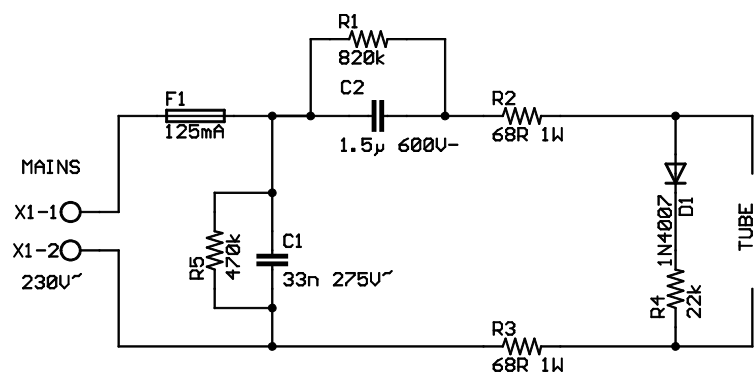 R1
820k
C2
1.5µ 600V-
F1
125mA
R2
68R 1W
MAINS
X1-1
X1-2
230V~
R5
470k
C1
33n 275V~
1N4007
D1
R4
22k
TUBE
R3
68R 1W